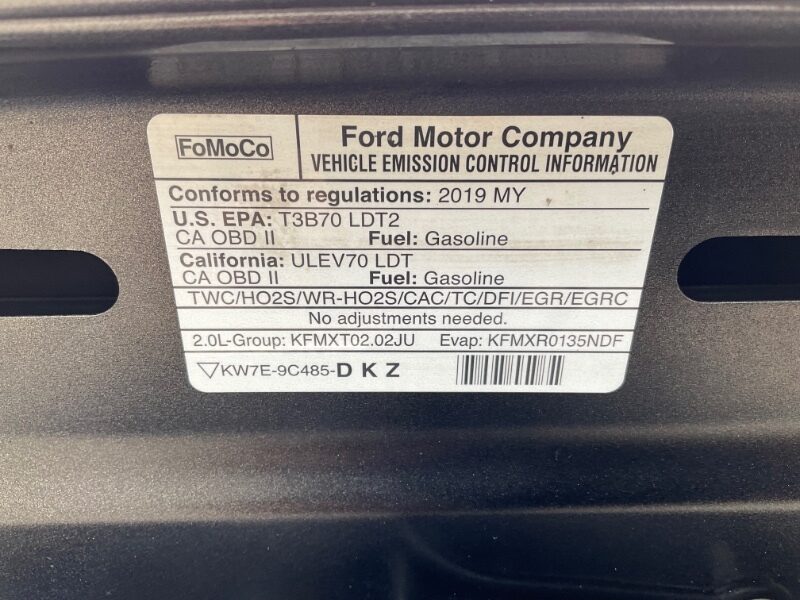 FoMoCo
Ford Motor Company
VEHICLE EMISSION CONTROL INFORMATION
Conforms to regulations: 2019 MY
U.S. EPA: T3B70 LDT2
CA OBD II Fuel: Gasoline
California: ULEV70 LDT
CA OBD II Fuel: Gasoline
TWC/HO2S/WR-HO2S/CAC/TC/DFI/EGR/EGRC
No adjustments needed.
2.0L-Group: KFMXT02.02JU Evap: KFMXR0135NDF
▽KW7E-9C485-D K Z